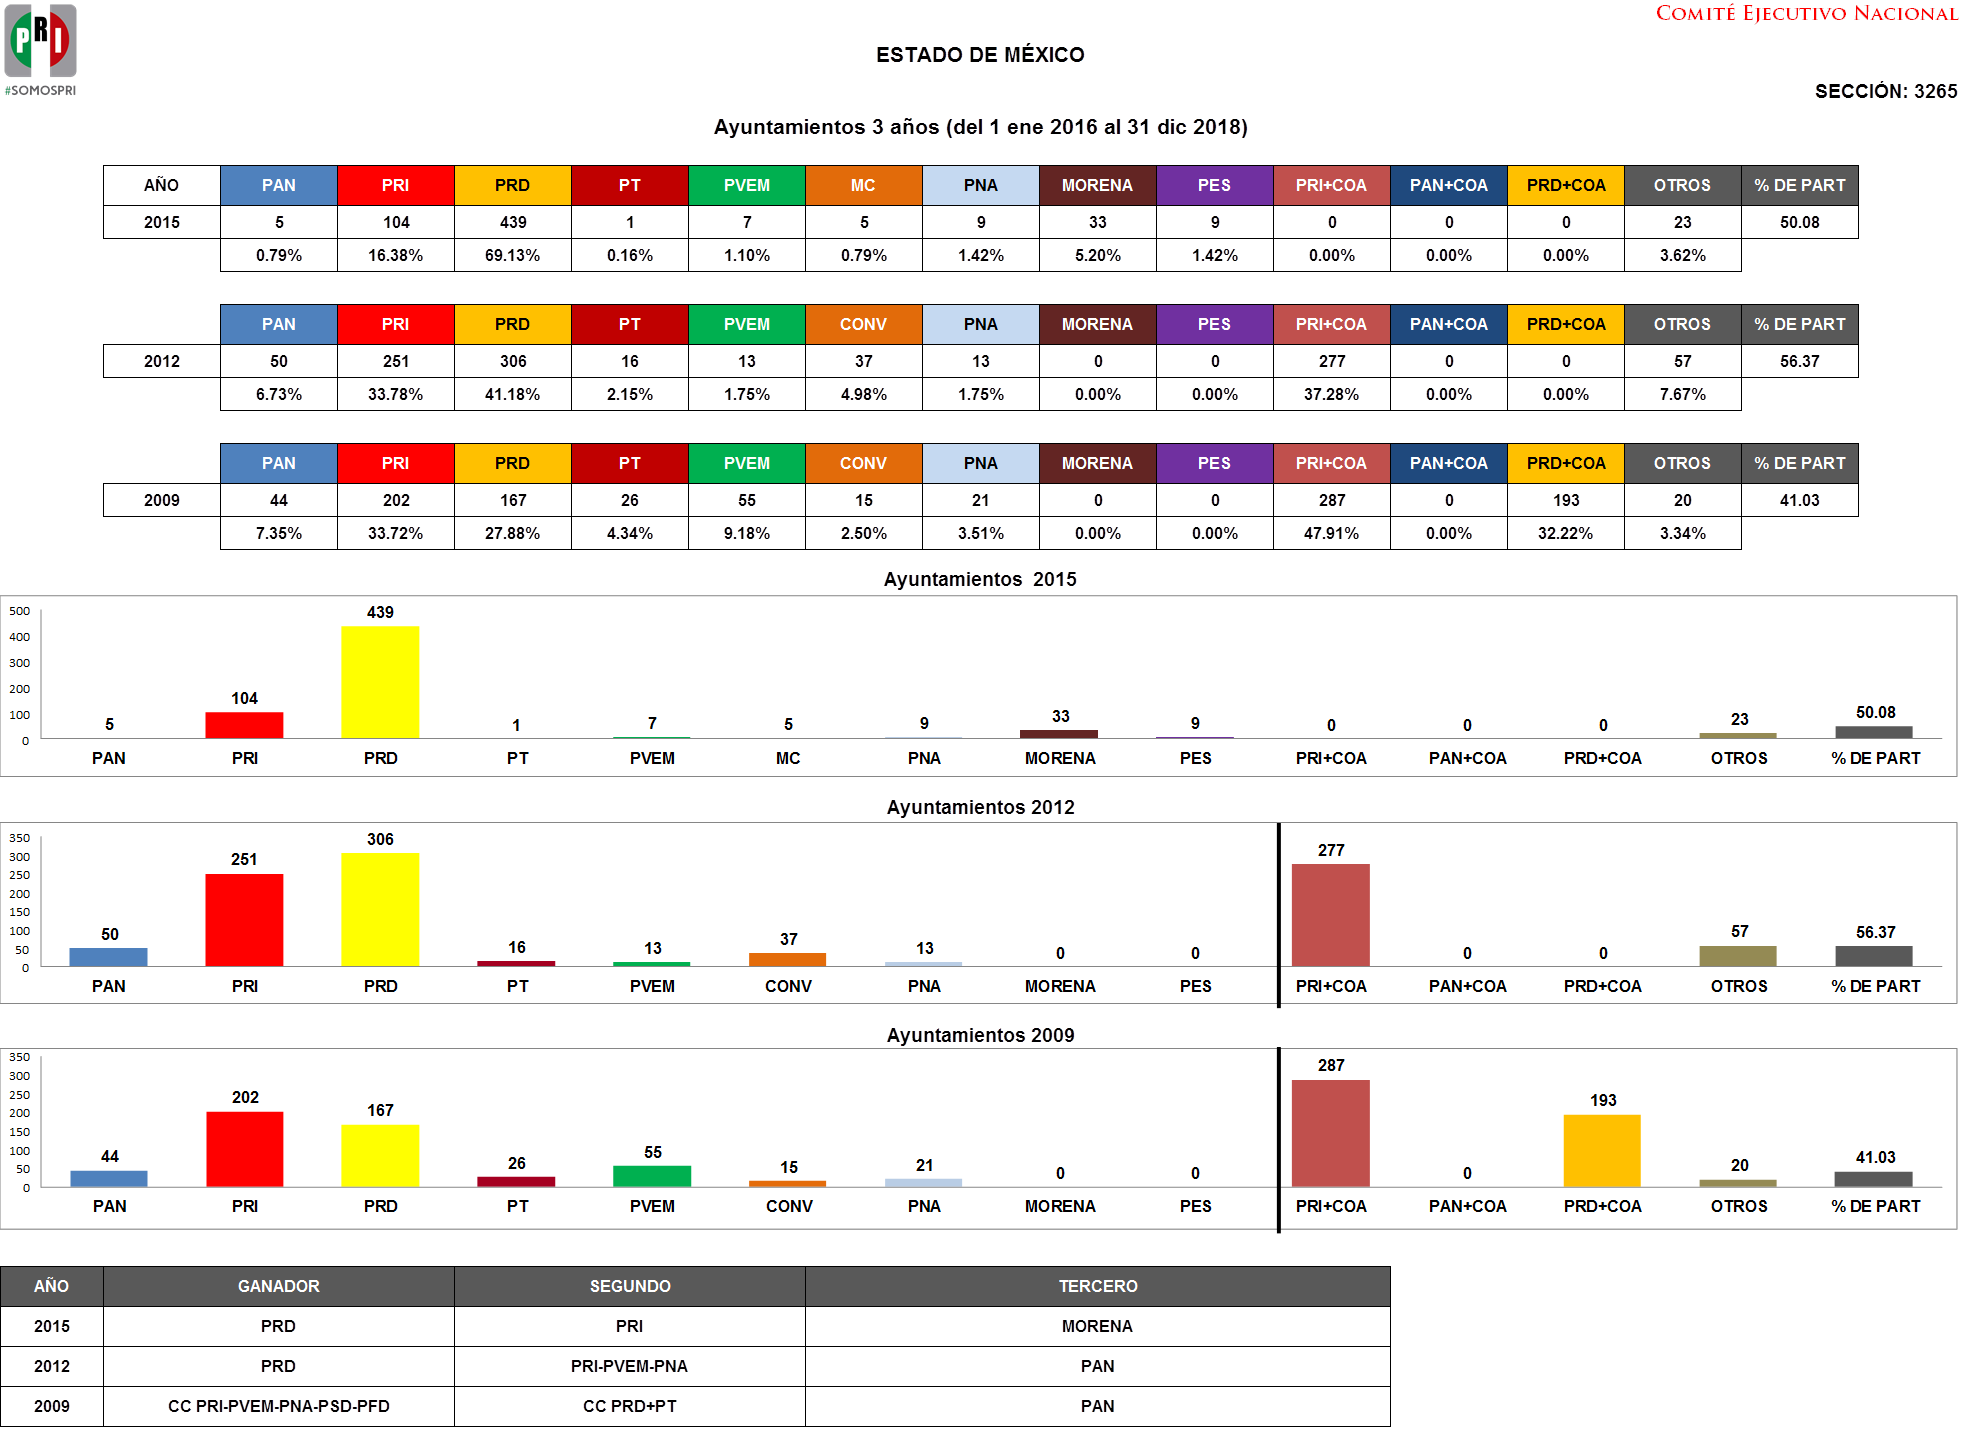 PRI
#SOMOSPRI
COMITÉ EJECUTIVO NACIONAL
ESTADO DE MÉXICO
SECCIÓN: 3265
Ayuntamientos 3 años (del 1 ene 2016 al 31 dic 2018)
AÑO PAN PRI PRD PT PVEM MC PNA MORENA PES PRI+COA PAN+COA PRD+COA OTROS % DE PART
2015 5 104 439 1 7 5 9 33 9 0 0 0 23 50.08
0.79% 16.38% 69.13% 0.16% 1.10% 0.79% 1.42% 5.20% 1.42% 0.00% 0.00% 0.00% 3.62%
PAN PRI PRD PT PVEM CONV PNA MORENA PES PRI+COA PAN+COA PRD+COA OTROS % DE PART
2012 50 251 306 16 13 37 13 0 0 277 0 0 57 56.37
6.73% 33.78% 41.18% 2.15% 1.75% 4.98% 1.75% 0.00% 0.00% 37.28% 0.00% 0.00% 7.67%
PAN PRI PRD PT PVEM CONV PNA MORENA PES PRI+COA PAN+COA PRD+COA OTROS % DE PART
2009 44 202 167 26 55 15 21 0 0 287 0 193 20 41.03
7.35% 33.72% 27.88% 4.34% 9.18% 2.50% 3.51% 0.00% 0.00% 47.91% 0.00% 32.22% 3.34%
Ayuntamientos 2015
500
400
300
200
100
0
5 104 439 1 7 5 9 33 9 0 0 0 23 50.08
PAN PRI PRD PT PVEM MC PNA MORENA PES PRI+COA PAN+COA PRD+COA OTROS % DE PART
Ayuntamientos 2012
350
300
250
200
150
100
50
0
50 251 306 16 13 37 13 0 0 277 0 0 57 56.37
PAN PRI PRD PT PVEM CONV PNA MORENA PES PRI+COA PAN+COA PRD+COA OTROS % DE PART
Ayuntamientos 2009
350
300
250
200
150
100
50
0
44 202 167 26 55 15 21 0 0 287 0 193 20 41.03
PAN PRI PRD PT PVEM CONV PNA MORENA PES PRI+COA PAN+COA PRD+COA OTROS % DE PART
AÑO GANADOR SEGUNDO TERCERO
2015 PRD PRI MORENA
2012 PRD PRI-PVEM-PNA PAN
2009 CC PRI-PVEM-PNA-PSD-PFD CC PRD+PT PAN